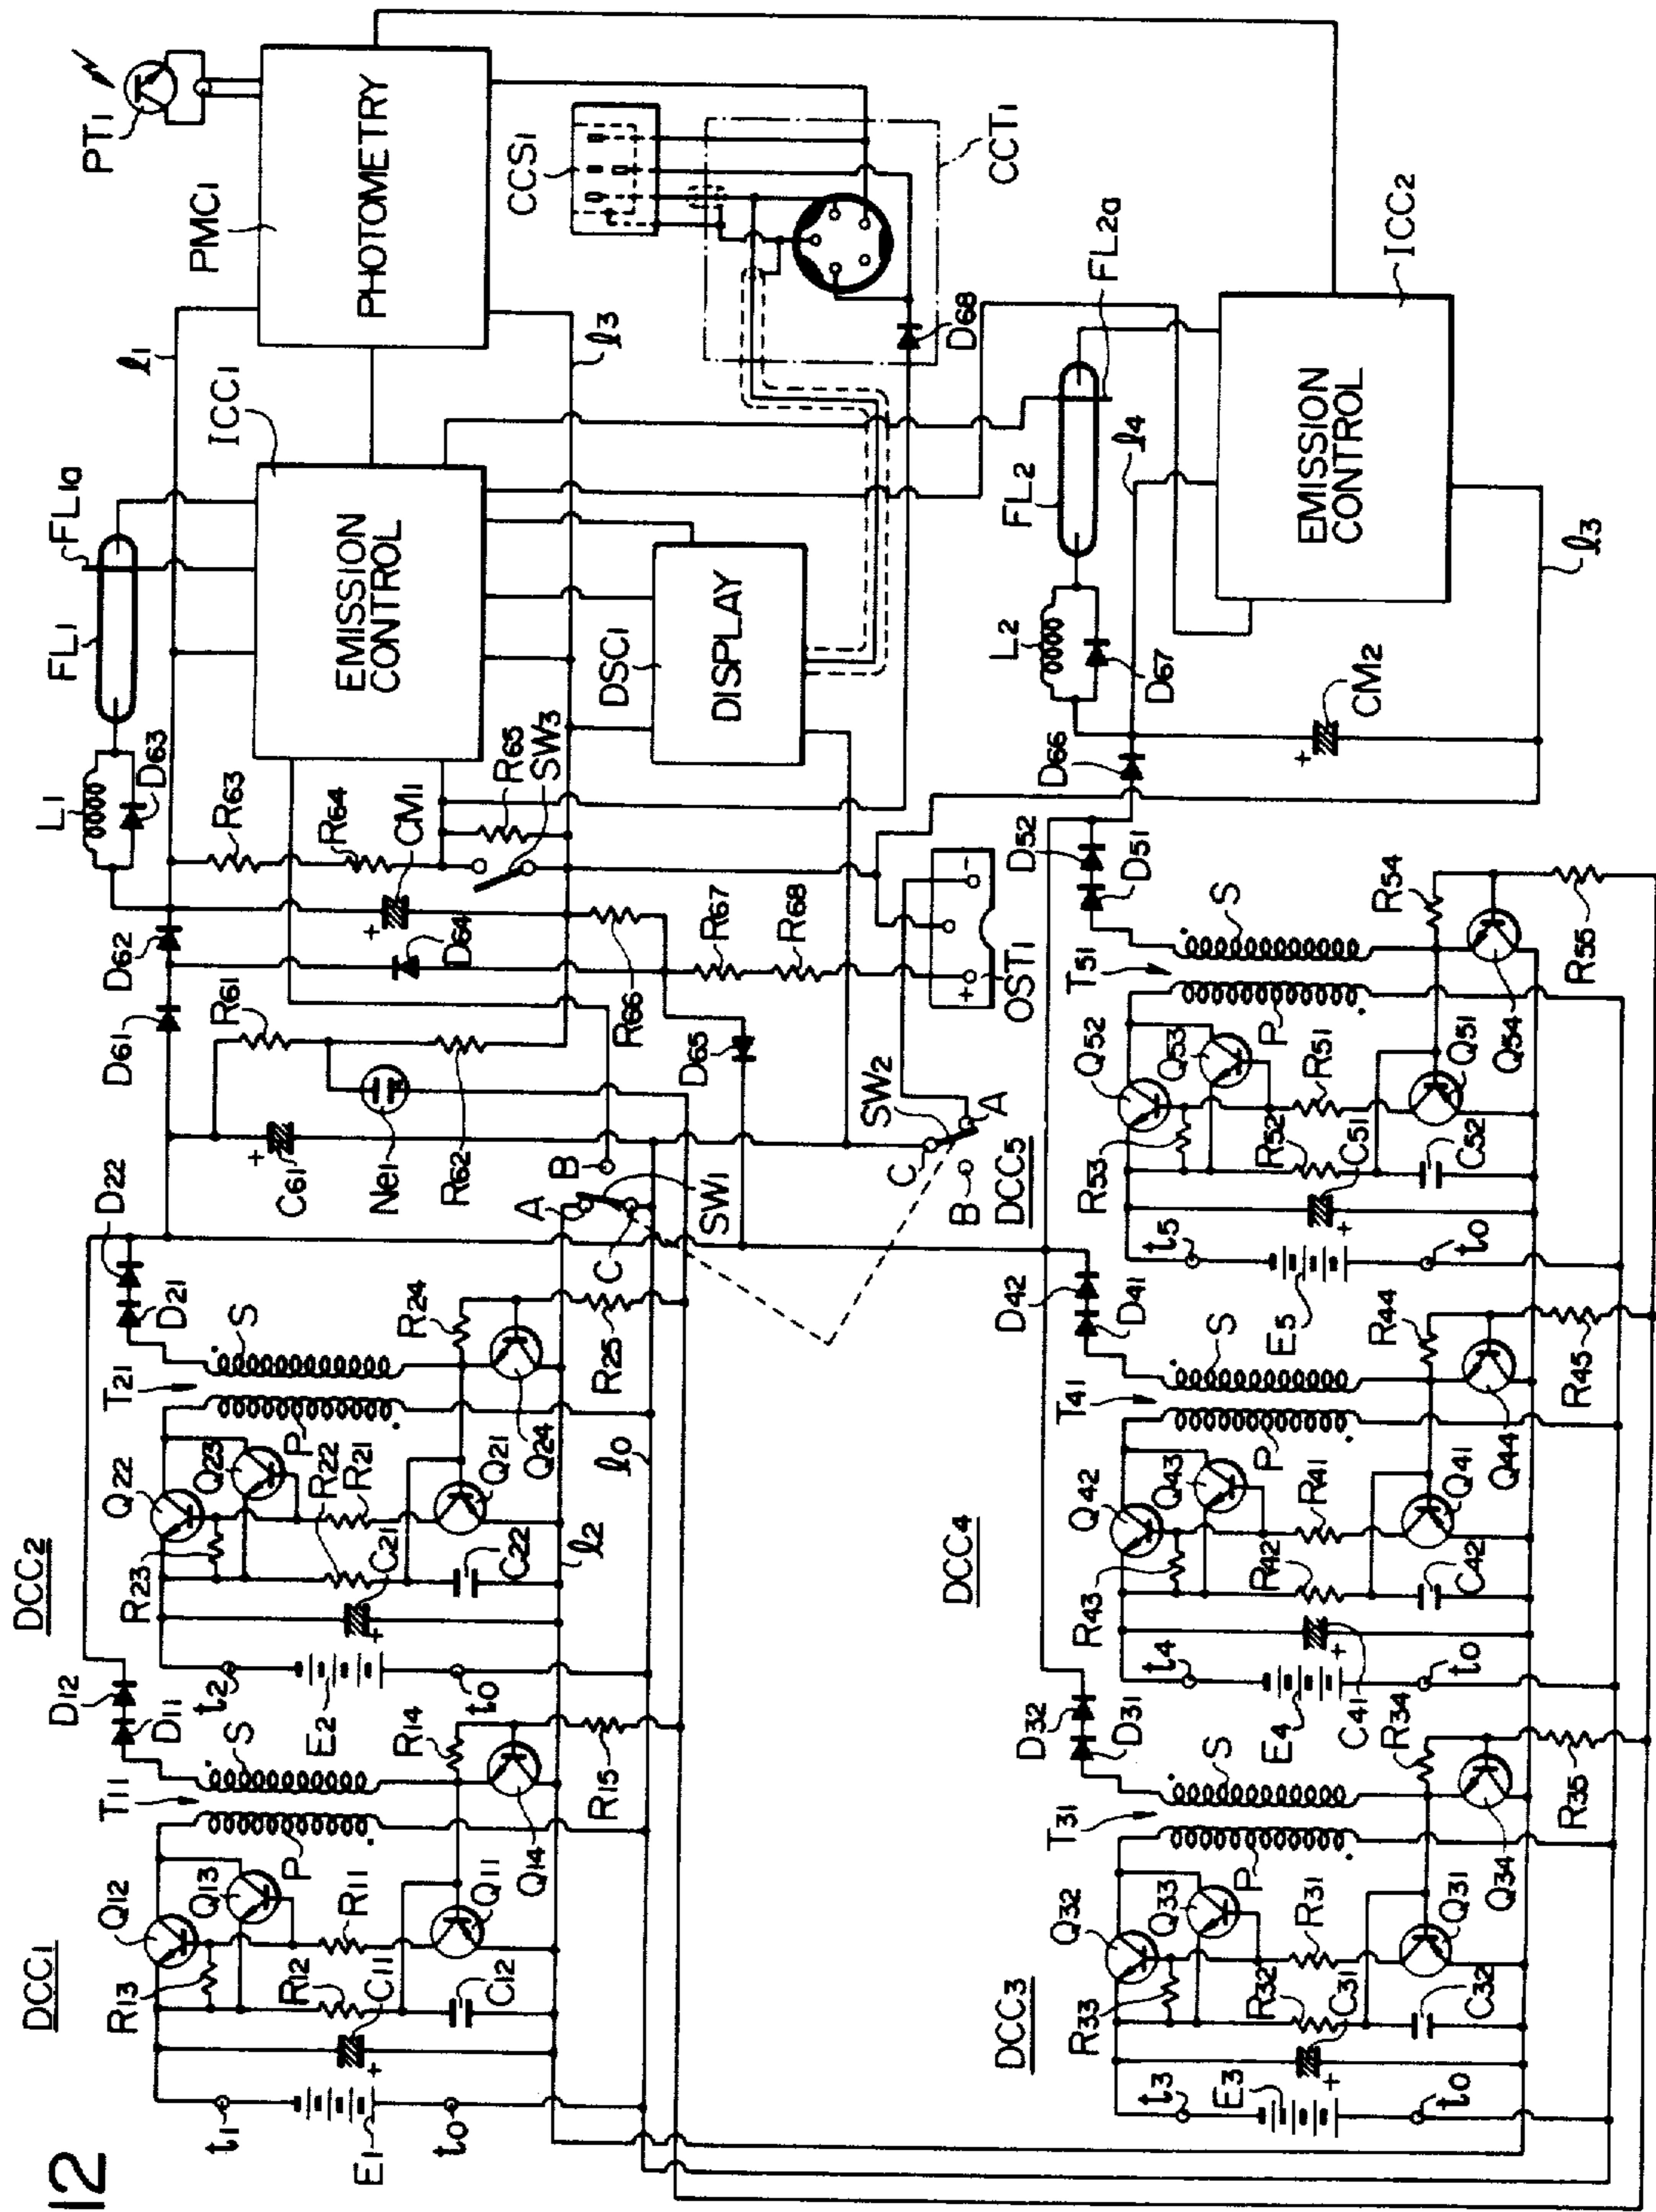 12
DCC1
Q12
R13
Q13
P
R12
R11
C11
Q11
C12
t1
E1
+
t0
T11
S
D11
D12
R14
Q14
R15
DCC2
Q22
R23
Q23
P
R22
R21
C21
Q21
C22
t2
E2
+
t0
T21
S
D21
D22
R24
Q24
R25
l2
l0
A
B
C
SW1
C61
+
Ne1
R62
R61
D61
D62
D64
D65
R66
R67
R68
CM1
+
R63
R64
R65
SW3
L1
D63
FL1
FL1a
ICC1
EMISSION
CONTROL
l1
PMC1
PHOTOMETRY
PT1
l3
DSC1
DISPLAY
CCS1
CCT1
D68
SW2
A
B
C
OST1
+
-
DCC3
Q32
R33
Q33
P
R32
R31
C31
Q31
C32
t3
E3
+
t0
T31
S
D31
D32
R34
Q34
R35
DCC4
Q42
R43
Q43
P
R42
R41
C41
Q41
C42
t4
E4
+
t0
T41
S
D41
D42
R44
Q44
R45
DCC5
Q52
R53
Q53
P
R52
R51
C51
Q51
C52
t5
E5
+
t0
T51
S
D51
D52
R54
Q54
R55
D66
L2
D67
CM2
+
FL2
FL2a
l4
ICC2
EMISSION
CONTROL
l3